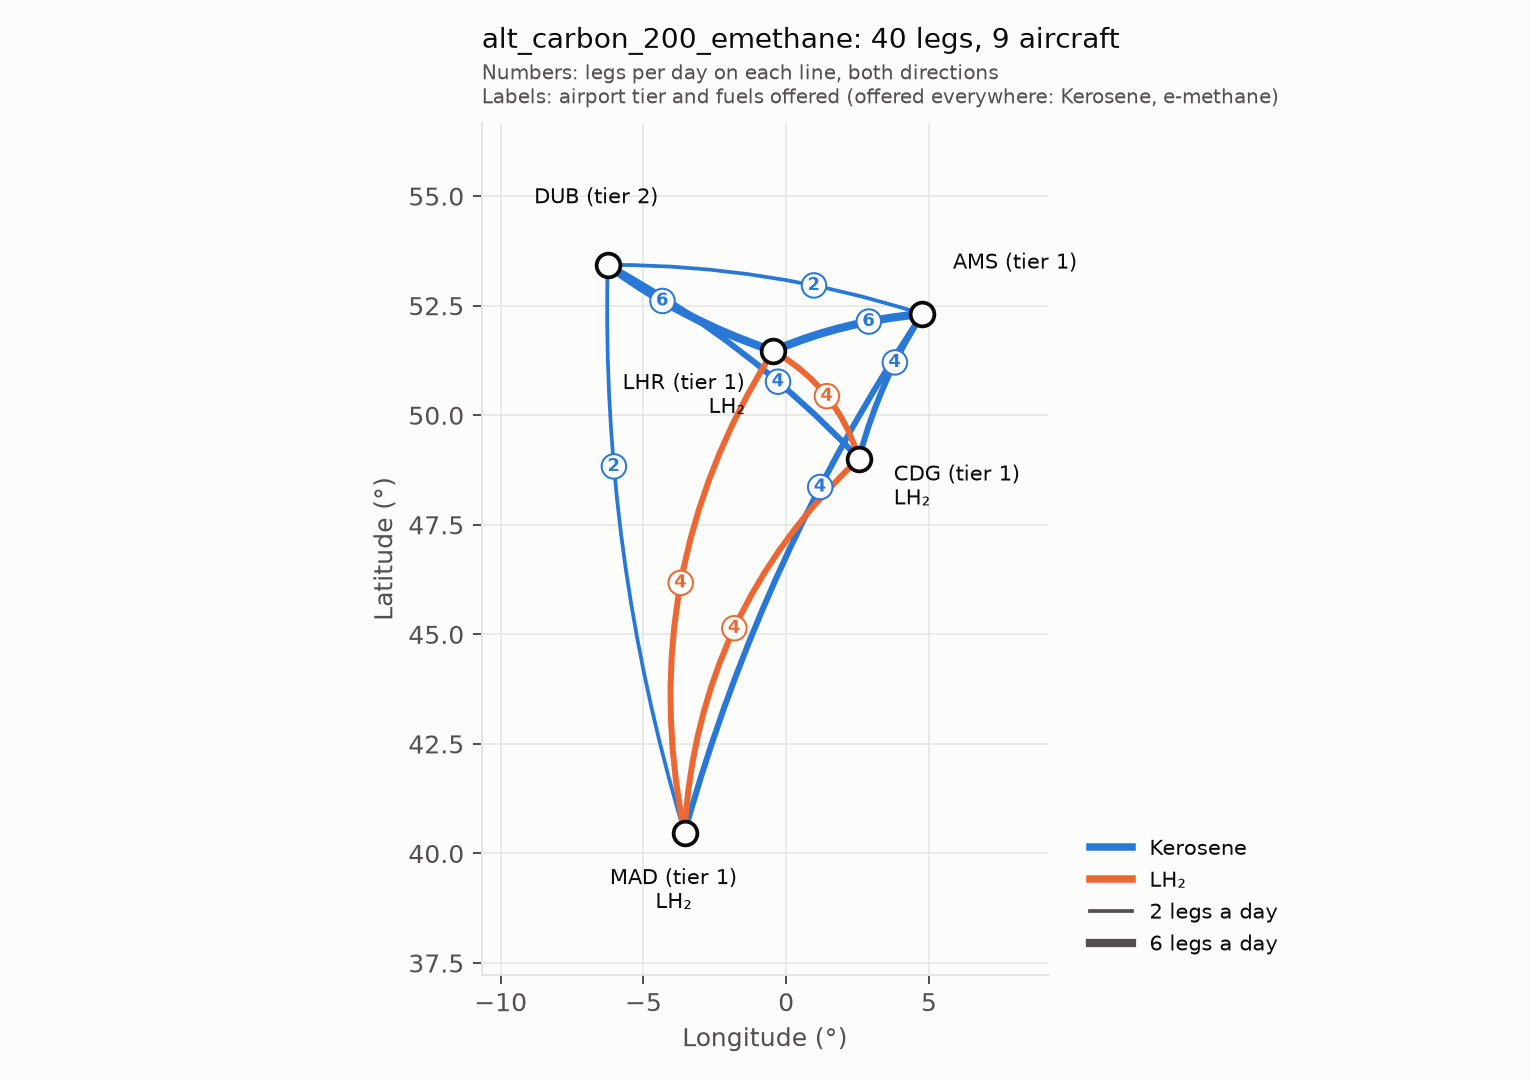 alt_carbon_200_emethane: 40 legs, 9 aircraft
Numbers: legs per day on each line, both directions
Labels: airport tier and fuels offered (offered everywhere: Kerosene, e-methane)
55.0
52.5
50.0
47.5
45.0
42.5
40.0
37.5
Latitude (°)
DUB (tier 2)
AMS (tier 1)
2
6
6
4
LHR (tier 1)
LH₂
4
4
2
4
CDG (tier 1)
LH₂
4
4
MAD (tier 1)
LH₂
−10
−5
0
5
Longitude (°)
Kerosene
LH₂
2 legs a day
6 legs a day